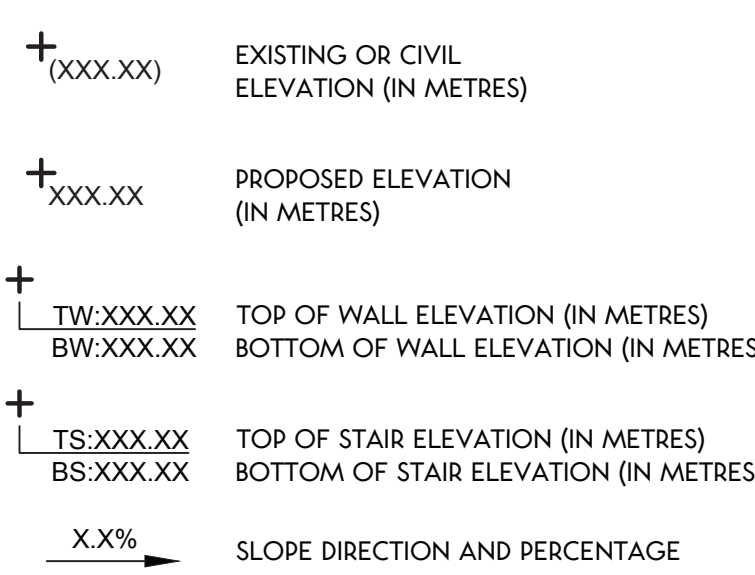 (XXX.XX) EXISTING OR CIVIL
ELEVATION (IN METRES)
XXX.XX PROPOSED ELEVATION
(IN METRES)
TW:XXX.XX TOP OF WALL ELEVATION (IN METRES)
BW:XXX.XX BOTTOM OF WALL ELEVATION (IN METRES
TS:XXX.XX TOP OF STAIR ELEVATION (IN METRES)
BS:XXX.XX BOTTOM OF STAIR ELEVATION (IN METRES
X.X% SLOPE DIRECTION AND PERCENTAGE